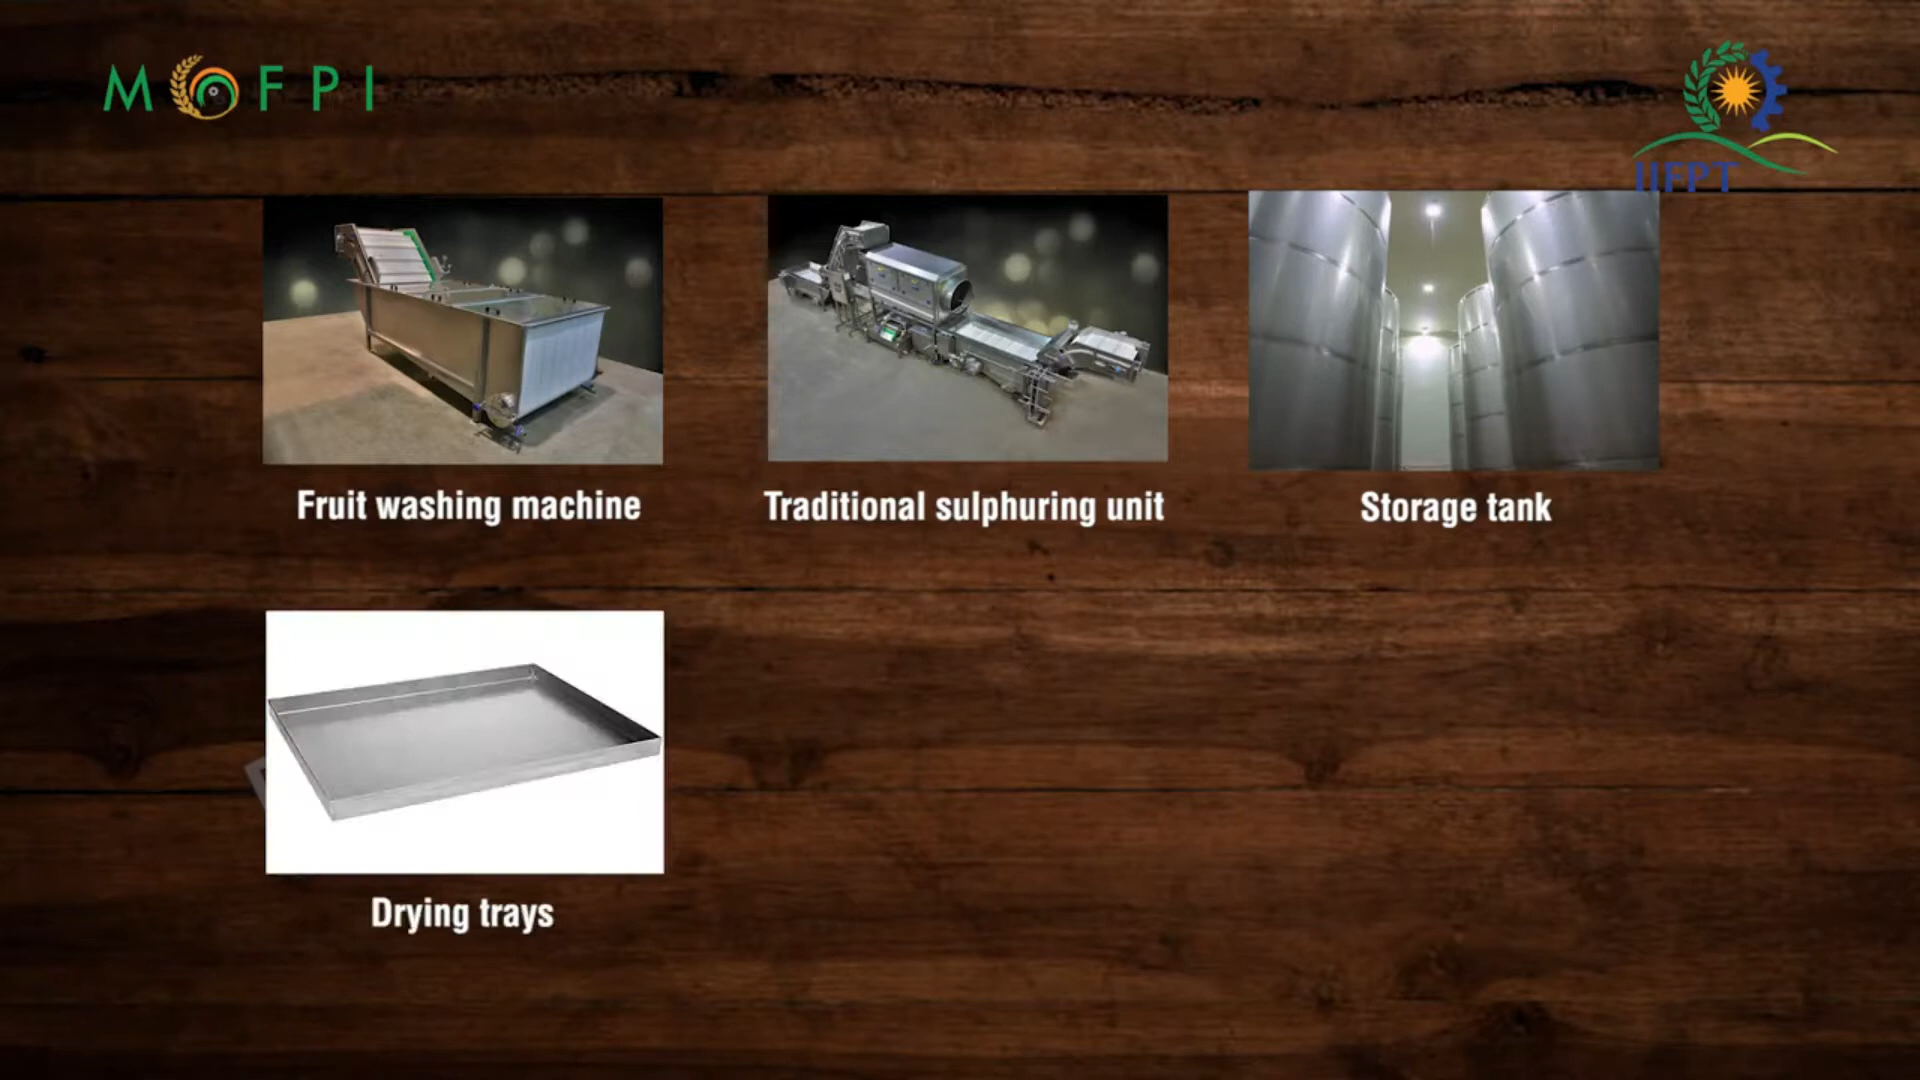 MOFPI
IIFPT
Fruit washing machine
Traditional sulphuring unit
Storage tank
Drying trays